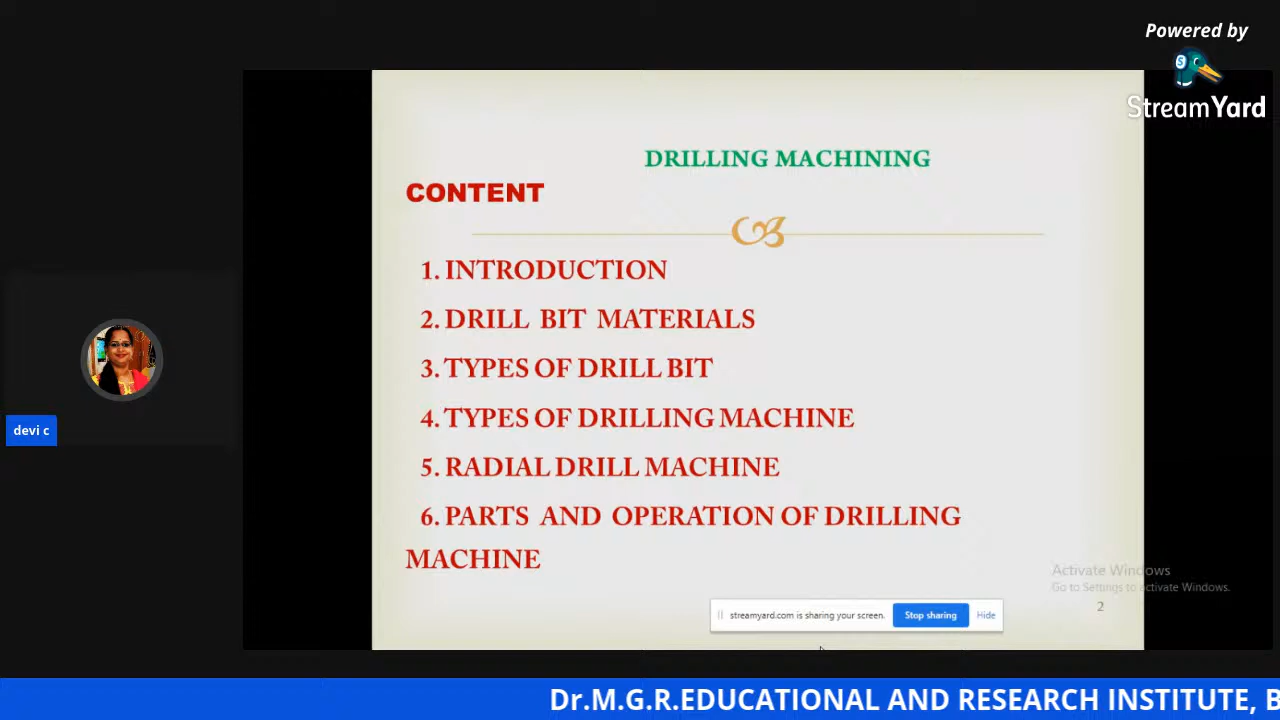 Powered by
StreamYard
DRILLING MACHINING
CONTENT
1. INTRODUCTION
2. DRILL BIT MATERIALS
3. TYPES OF DRILL BIT
4. TYPES OF DRILLING MACHINE
5. RADIAL DRILL MACHINE
6. PARTS AND OPERATION OF DRILLING
MACHINE
devi c
Activate Windows
Go to Settings to activate Windows.
2
streamyard.com is sharing your screen. Stop sharing Hide
Dr.M.G.R.EDUCATIONAL AND RESEARCH INSTITUTE, B